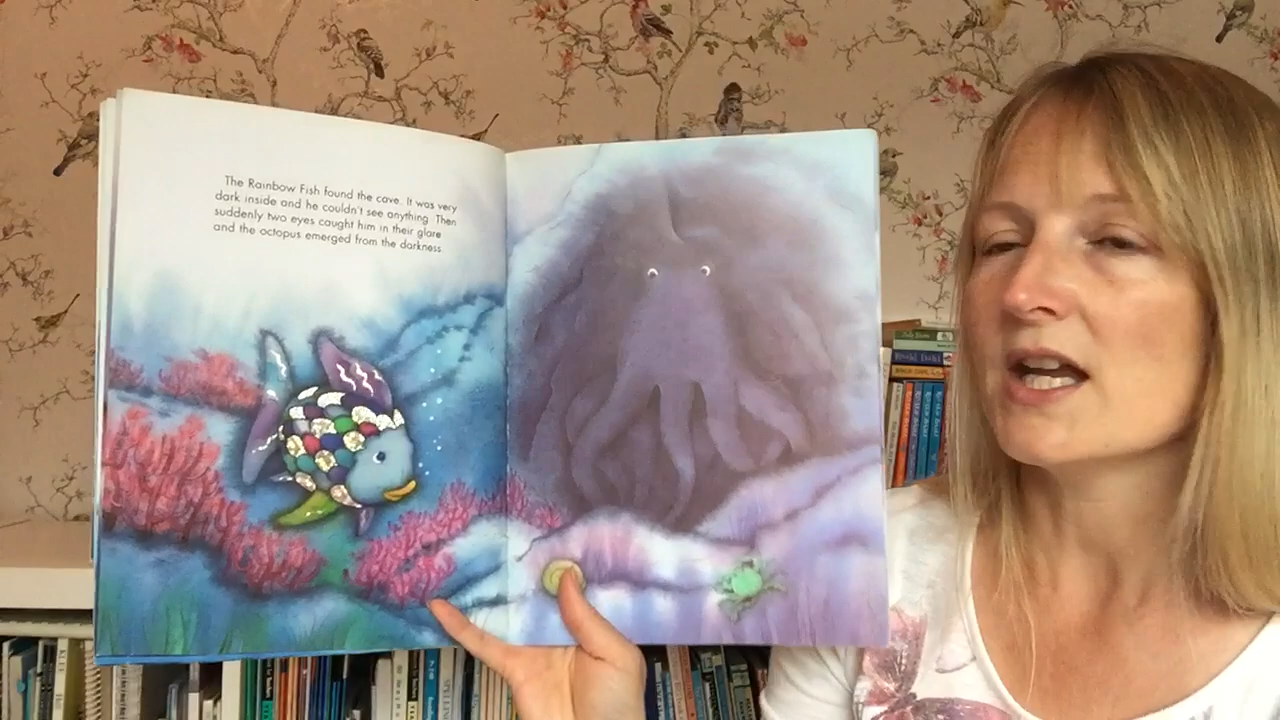 The Rainbow Fish found the cave. It was very
dark inside and he couldn't see anything. Then
suddenly two eyes caught him in their glare
and the octopus emerged from the darkness.